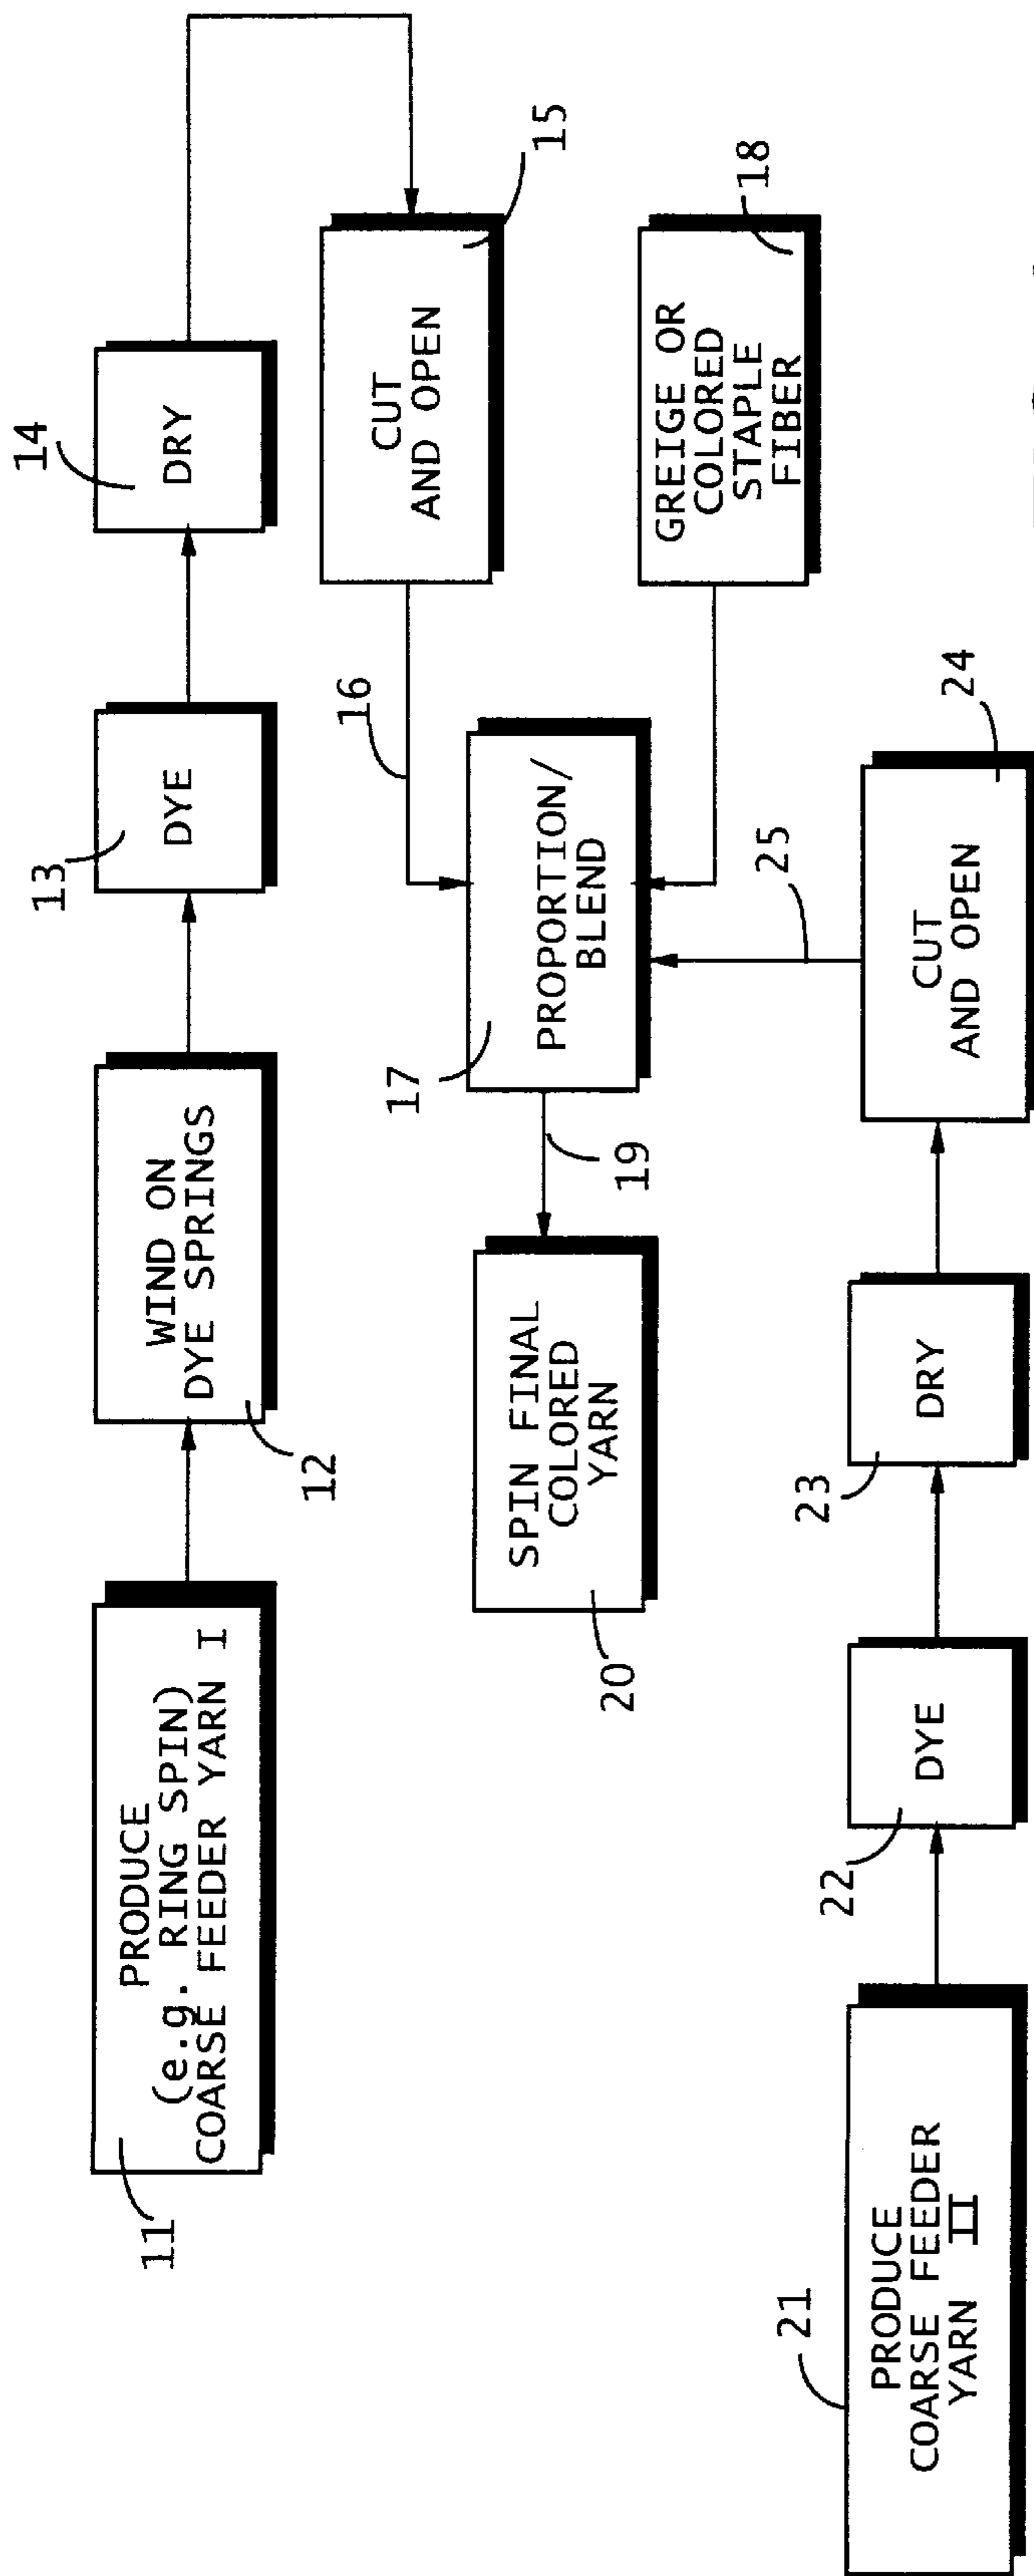 11
PRODUCE
(e.g. RING SPIN)
COARSE FEEDER YARN I
12
WIND ON
DYE SPRINGS
13
DYE
14
DRY
15
CUT
AND OPEN
16
17
PROPORTION/
BLEND
18
GREIGE OR
COLORED
STAPLE
FIBER
19
20
SPIN FINAL
COLORED
YARN
21
PRODUCE
COARSE FEEDER
YARN II
22
DYE
23
DRY
24
CUT
AND OPEN
25